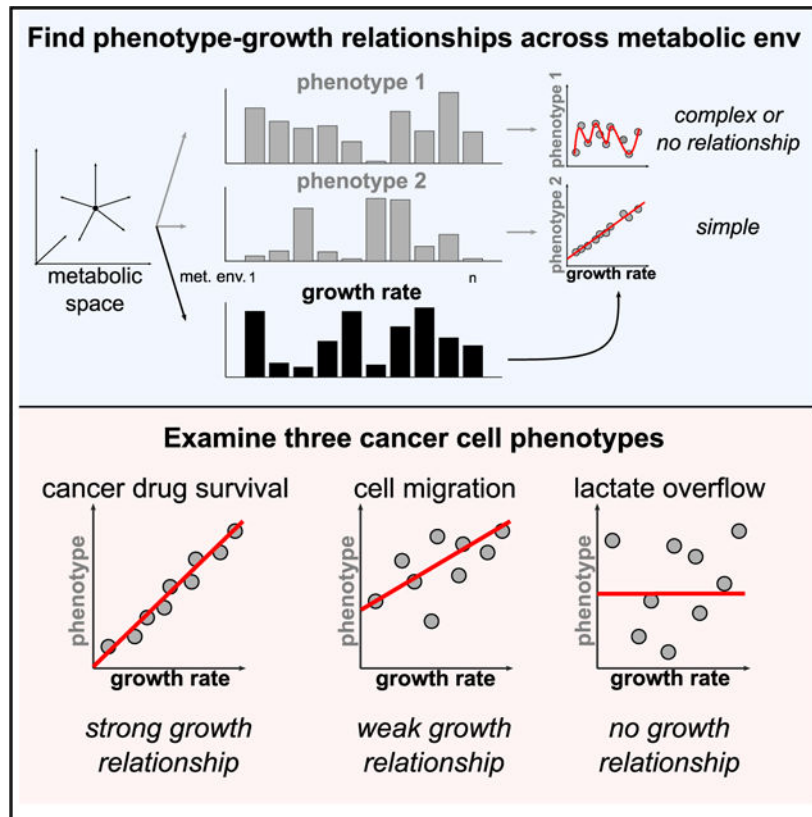 Find phenotype-growth relationships across metabolic env
phenotype 1
phenotype 1
complex or
no relationship
phenotype 2
phenotype 2
simple
metabolic
space
met. env. 1
n
growth rate
growth rate
Examine three cancer cell phenotypes
cancer drug survival
cell migration
lactate overflow
phenotype
phenotype
phenotype
growth rate
growth rate
growth rate
strong growth
relationship
weak growth
relationship
no growth
relationship